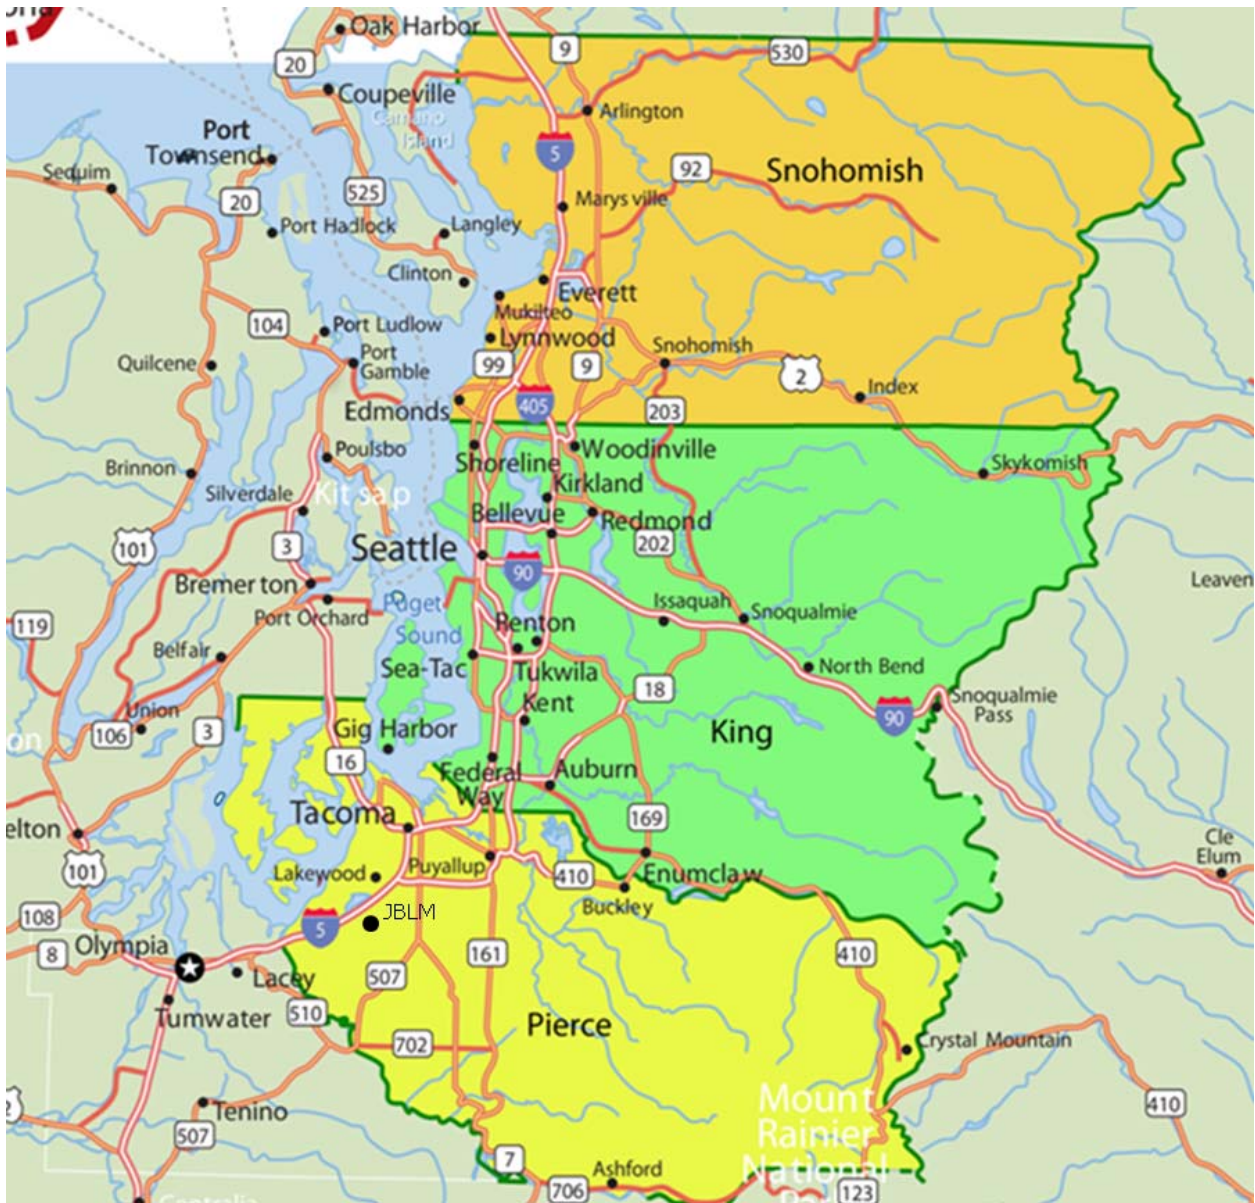 Oak Harbor
9
530
20
Coupeville
Camano
Island
Arlington
Port
Townsend
5
Sequim
92
Snohomish
20
525
Marysville
Port Hadlock
Langley
Clinton
Everett
Mukilteo
104
Port Ludlow
Lynnwood
Snohomish
Quilcene
Port
Gamble
99
9
2
Index
Edmonds
405
203
Poulsbo
Shoreline
Woodinville
Skykomish
Brinnon
Silverdale
Kitsap
Kirkland
Bellevue
Redmond
101
3
Seattle
202
90
Bremerton
Leaven
Puget
Sound
Port Orchard
Issaquah
Snoqualmie
119
Renton
Belfair
Sea-Tac
Tukwila
North Bend
18
Kent
Snoqualmie
Pass
Union
106
3
90
on
Gig Harbor
King
16
Federal
Way
Auburn
Tacoma
169
elton
Cle
Elum
101
Lakewood
Puyallup
410
Enumclaw
Buckley
108
JBLM
5
8
Olympia
161
410
Lacey
507
510
Tumwater
Pierce
702
Crystal Mountain
Mount
Rainier
National
Tenino
410
507
7
Ashford
706
123
Centralia